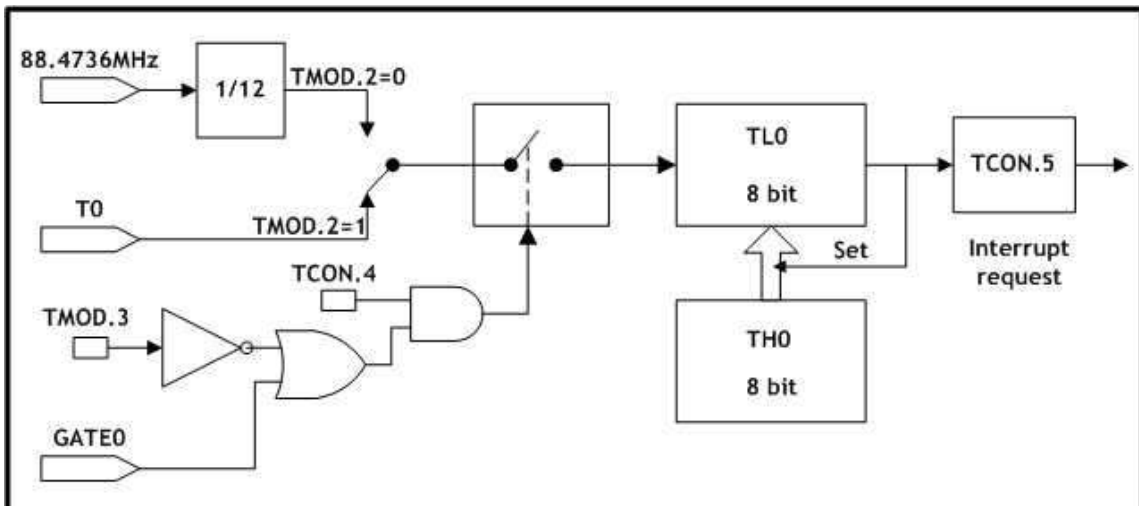 88.4736MHz
1/12
TMOD.2=0
T0
TMOD.2=1
TCON.4
TMOD.3
GATE0
TL0
8 bit
TCON.5
Set
Interrupt
request
TH0
8 bit